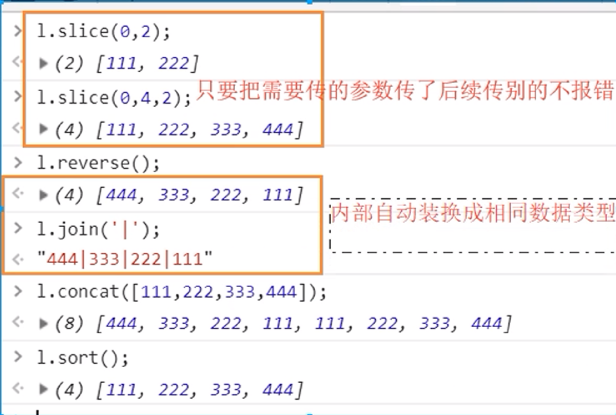 > l.slice(0,2);
<· ▶ (2) [111, 222]
> l.slice(0,4,2); 只要把需要传的参数传了后续传别的不报错
<· ▶ (4) [111, 222, 333, 444]
> l.reverse();
<· ▶ (4) [444, 333, 222, 111]
内部自动装换成相同数据类型
> l.join('|');
<· "444|333|222|111"
> l.concat([111,222,333,444]);
<· ▶ (8) [444, 333, 222, 111, 111, 222, 333, 444]
> l.sort();
<· ▶ (4) [111, 222, 333, 444]